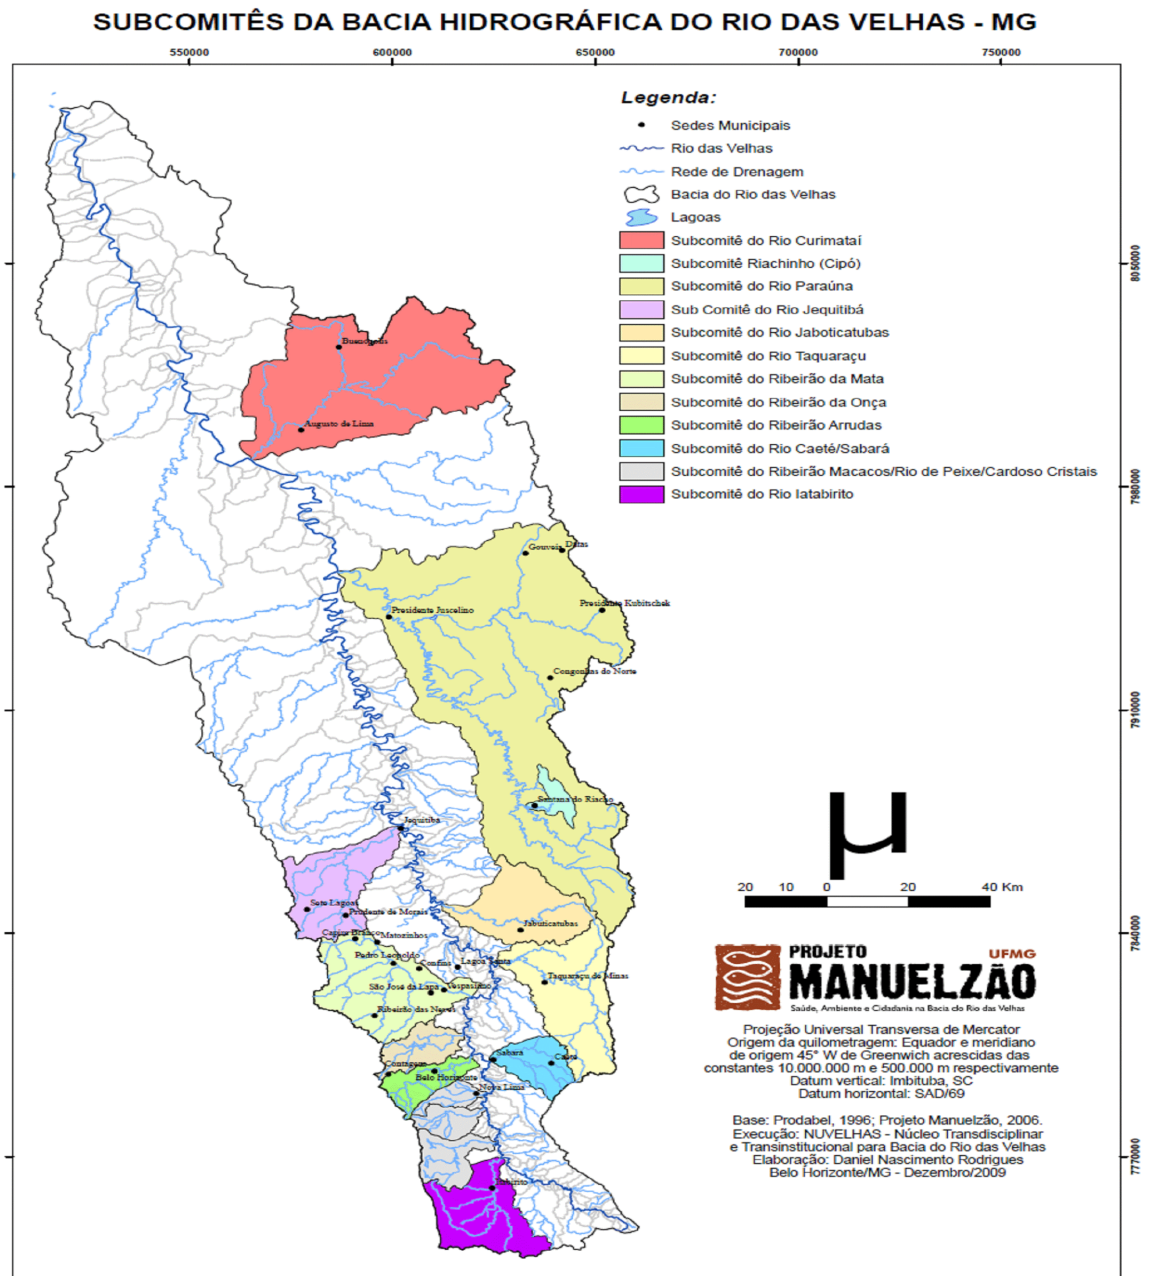 SUBCOMITÊS DA BACIA HIDROGRÁFICA DO RIO DAS VELHAS - MG
550000
600000
650000
700000
750000
Legenda:
Sedes Municipais
Rio das Velhas
Rede de Drenagem
Bacia do Rio das Velhas
Lagoas
Subcomitê do Rio Curimataí
Subcomitê Riachinho (Cipó)
Subcomitê do Rio Paraúna
Sub Comitê do Rio Jequitibá
Subcomitê do Rio Jaboticatubas
Subcomitê do Rio Taquaraçu
Subcomitê do Ribeirão da Mata
Subcomitê do Ribeirão da Onça
Subcomitê do Ribeirão Arrudas
Subcomitê do Rio Caeté/Sabará
Subcomitê do Ribeirão Macacos/Rio de Peixe/Cardoso Cristais
Subcomitê do Rio Iatabirito
8050000
7980000
7910000
7840000
7770000
Buenópolis
Augusto de Lima
Gouveia
Datas
Presidente Kubitschek
Presidente Juscelino
Congonhas do Norte
Santana do Riacho
Jequitibá
Sete Lagoas
Prudente de Morais
Jabuticatubas
Capim Branco
Matozinhos
Pedro Leopoldo
Confins
Lagoa Santa
Taquaraçu de Minas
São José da Lapa
Vespasiano
Ribeirão das Neves
Sabará
Caeté
Contagem
Belo Horizonte
Nova Lima
Itabirito
µ
20 10 0 20 40 Km
PROJETO UFMG
MANUELZÃO
Saúde, Ambiente e Cidadania na Bacia do Rio das Velhas
Projeção Universal Transversa de Mercator
Origem da quilometragem: Equador e meridiano
de origem 45° W de Greenwich acrescidas das
constantes 10.000.000 m e 500.000 m respectivamente
Datum vertical: Imbituba, SC
Datum horizontal: SAD/69
Base: Prodabel, 1996; Projeto Manuelzão, 2006.
Execução: NUVELHAS - Núcleo Transdisciplinar
e Transinstitucional para Bacia do Rio das Velhas
Elaboração: Daniel Nascimento Rodrigues
Belo Horizonte/MG - Dezembro/2009